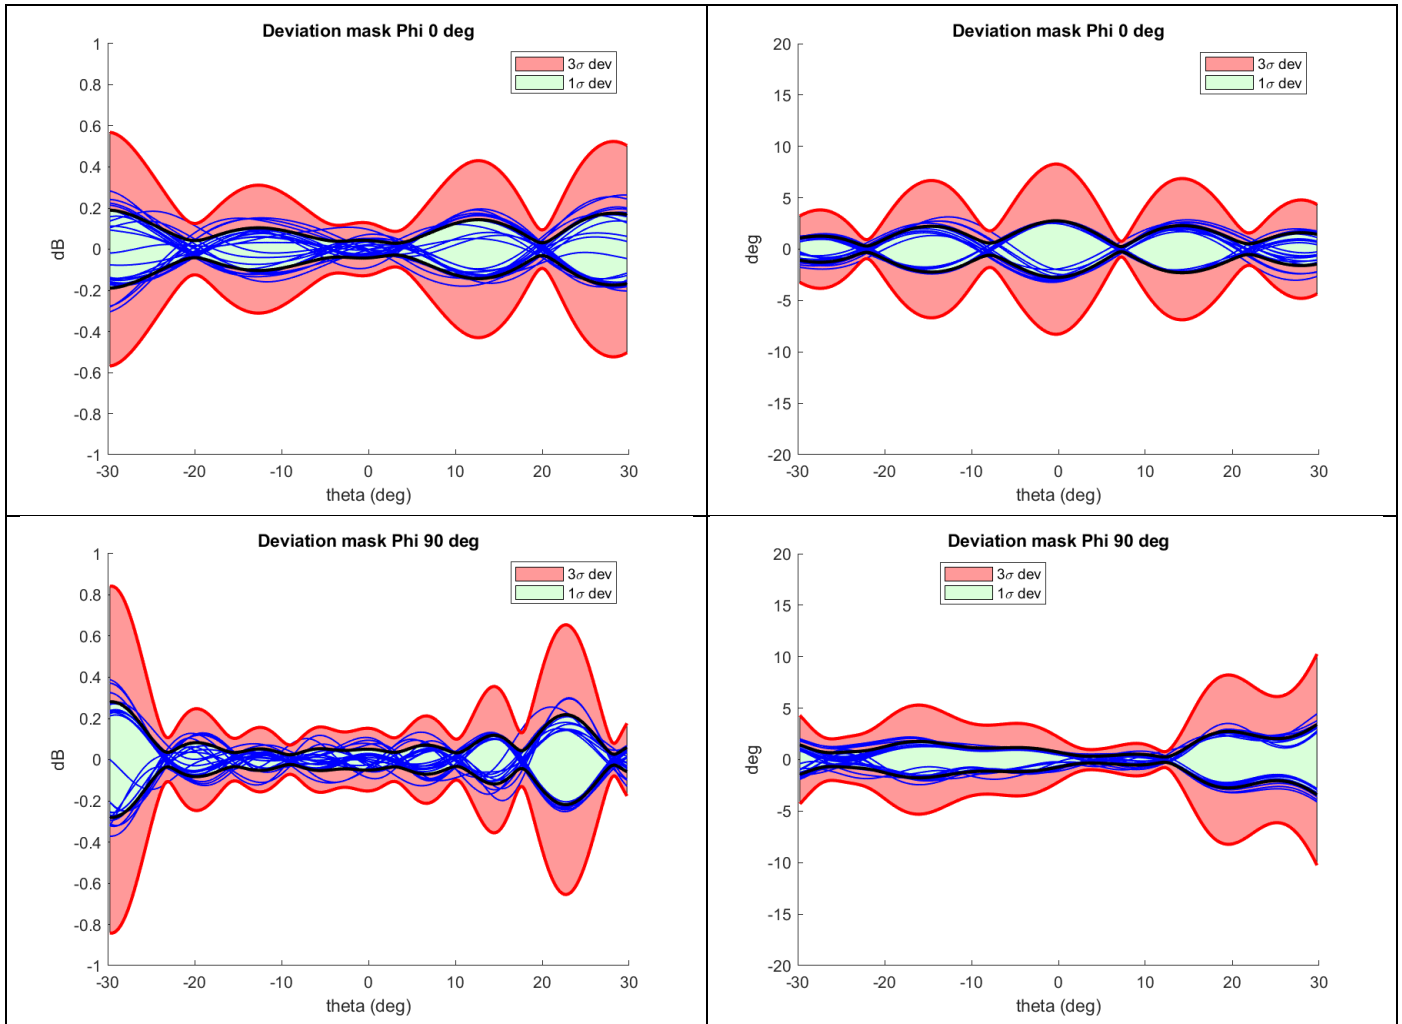 Deviation mask Phi 0 deg
3σ dev
1σ dev
1
0.8
0.6
0.4
0.2
0
-0.2
-0.4
-0.6
-0.8
-1
dB
-30 -20 -10 0 10 20 30
theta (deg)
Deviation mask Phi 0 deg
3σ dev
1σ dev
20
15
10
5
0
-5
-10
-15
-20
deg
-30 -20 -10 0 10 20 30
theta (deg)
Deviation mask Phi 90 deg
3σ dev
1σ dev
1
0.8
0.6
0.4
0.2
0
-0.2
-0.4
-0.6
-0.8
-1
dB
-30 -20 -10 0 10 20 30
theta (deg)
Deviation mask Phi 90 deg
3σ dev
1σ dev
20
15
10
5
0
-5
-10
-15
-20
deg
-30 -20 -10 0 10 20 30
theta (deg)